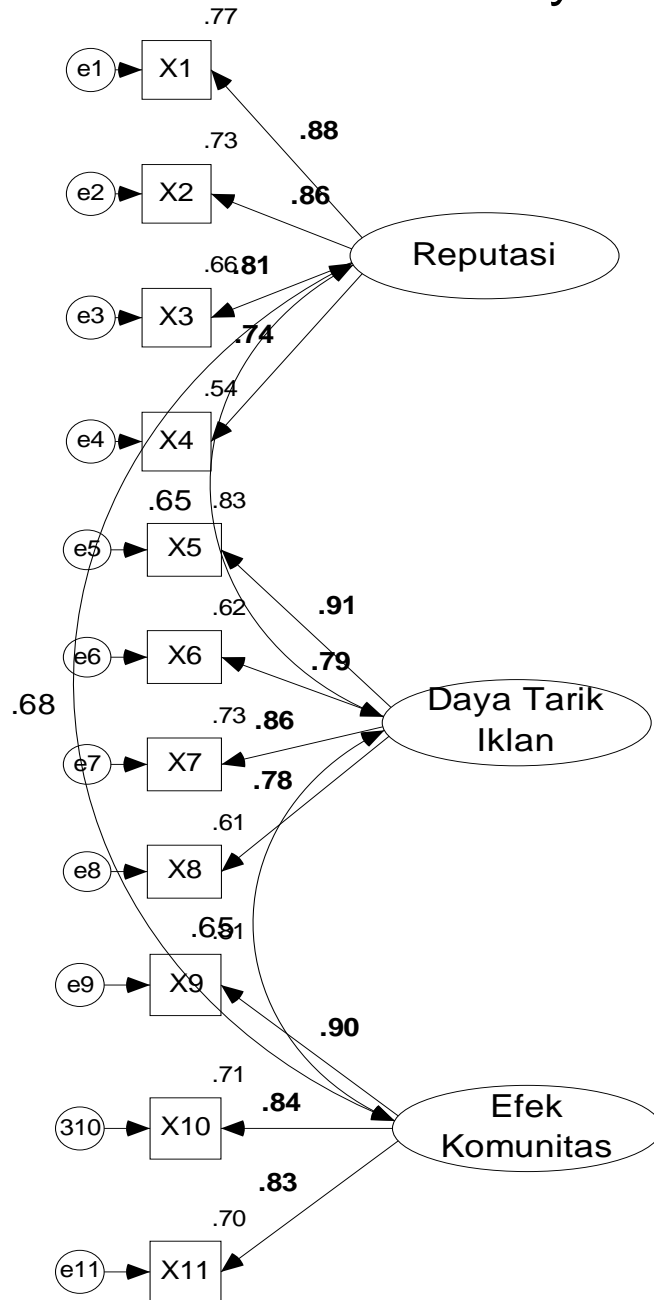 .77
e1
X1
.88
.73
e2
X2
.86
Reputasi
.66
.81
e3
X3
.74
.54
e4
X4
.65
.83
e5
X5
.91
.62
e6
X6
.79
.68
Daya Tarik
Iklan
.73
.86
e7
X7
.78
.61
e8
X8
.65
.81
e9
X9
.90
.71
.84
310
X10
Efek
Komunitas
.83
.70
e11
X11